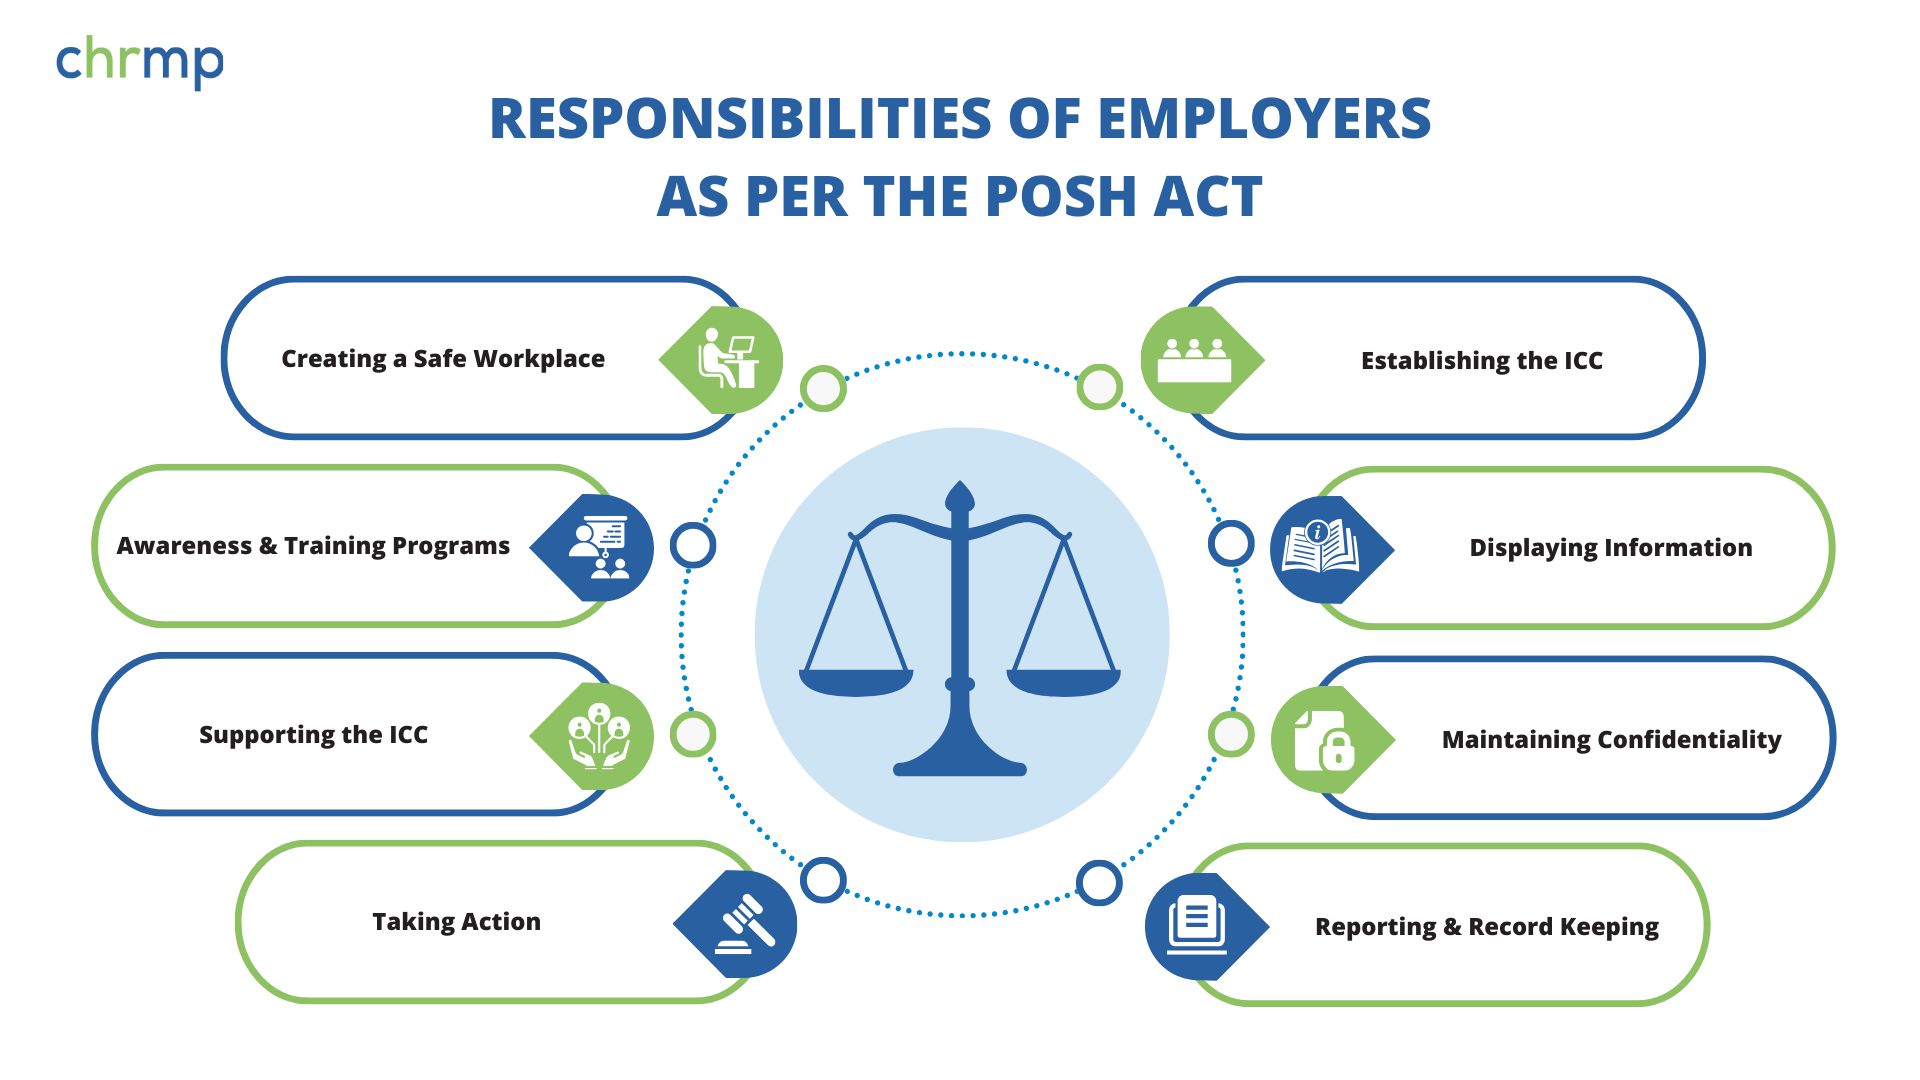 chrmp
RESPONSIBILITIES OF EMPLOYERS
AS PER THE POSH ACT
Creating a Safe Workplace
Establishing the ICC
Awareness & Training Programs
Displaying Information
Supporting the ICC
Maintaining Confidentiality
Taking Action
Reporting & Record Keeping